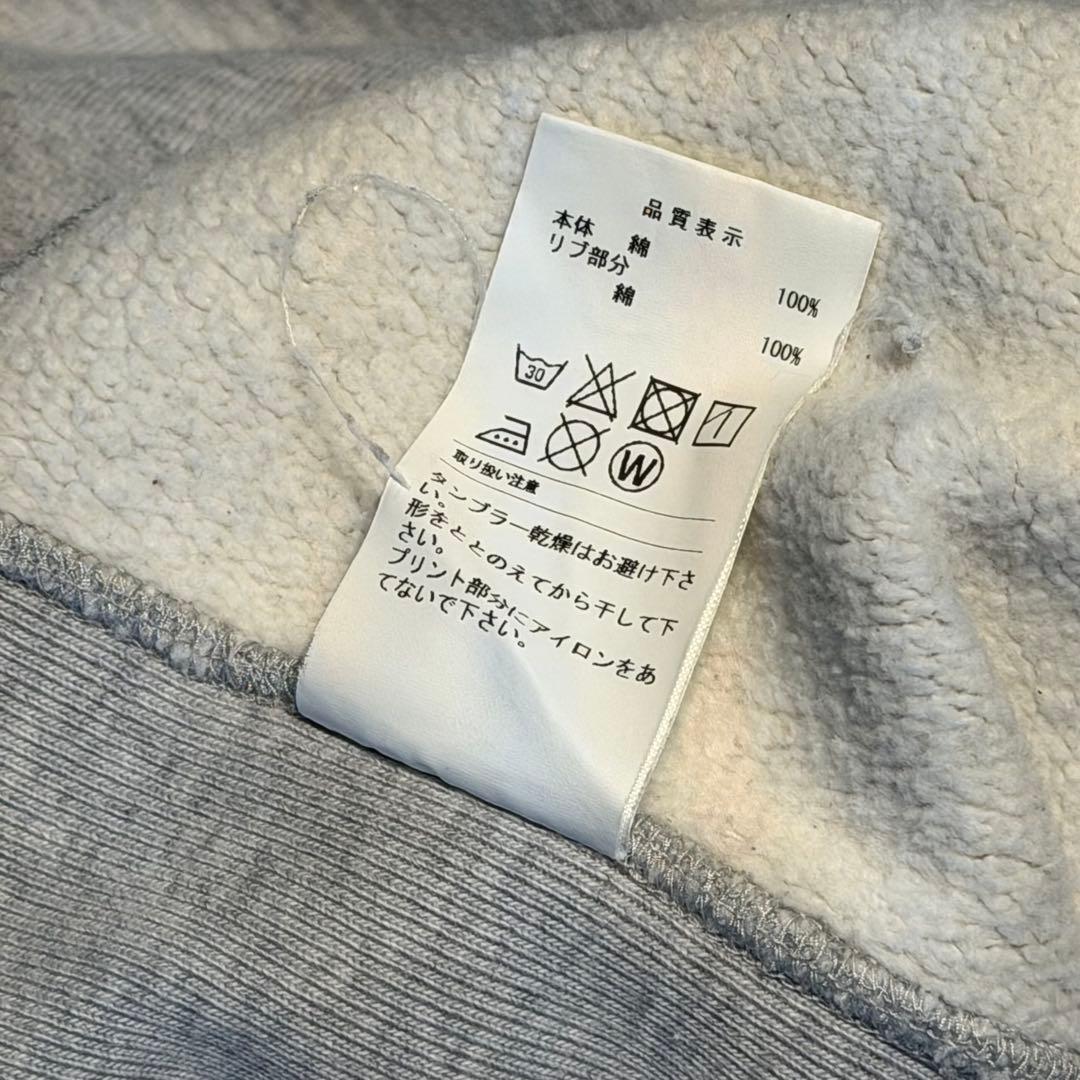 品質表示
本体 綿 100%
リブ部分
綿 100%
30
W
取り扱い注意
タンブラー乾燥はお避け下さ
い。
形をととのえてから干して下
さい。
プリント部分にアイロンをあ
てないで下さい。